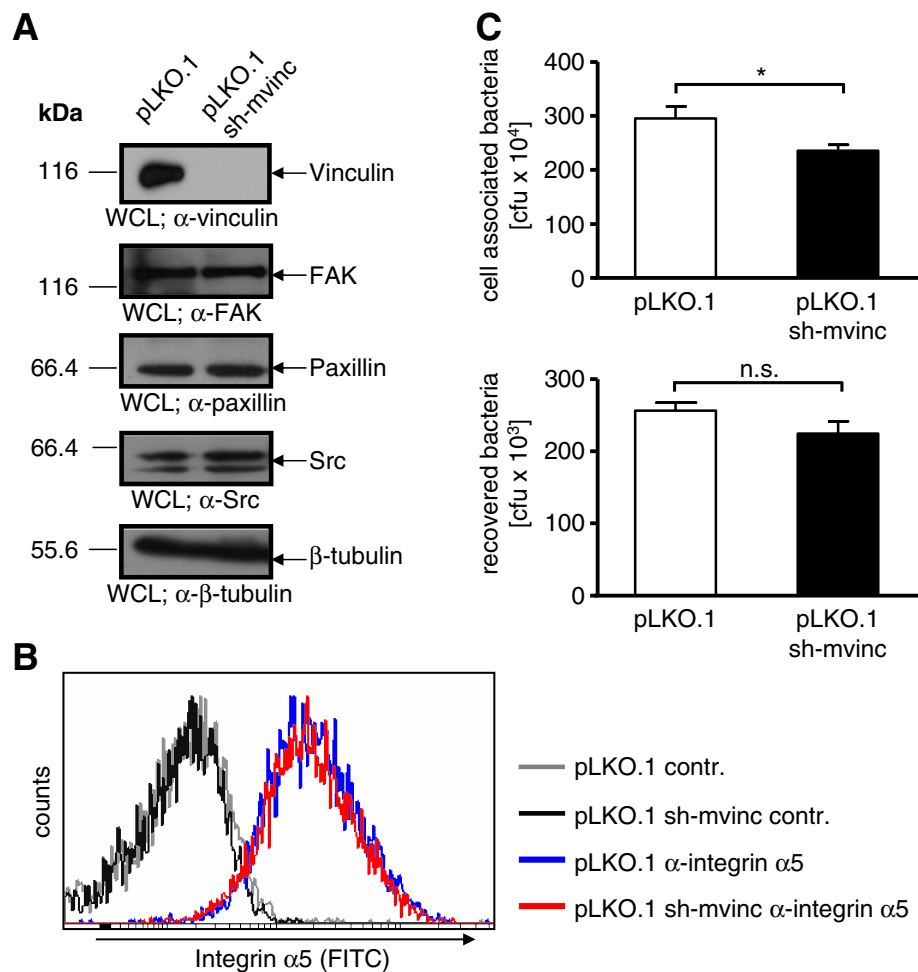 A
kDa
pLKO.1
pLKO.1
sh-mvinc
116
Vinculin
WCL; α-vinculin
FAK
116
WCL; α-FAK
66.4
Paxillin
WCL; α-paxillin
66.4
Src
WCL; α-Src
55.6
β-tubulin
WCL; α-β-tubulin
C
cell associated bacteria
[cfu x 10⁴]
400
300
200
100
0
*
pLKO.1
pLKO.1
sh-mvinc
recovered bacteria
[cfu x 10³]
300
200
100
0
n.s.
pLKO.1
pLKO.1
sh-mvinc
B
counts
Integrin α5 (FITC)
pLKO.1 contr.
pLKO.1 sh-mvinc contr.
pLKO.1 α-integrin α5
pLKO.1 sh-mvinc α-integrin α5